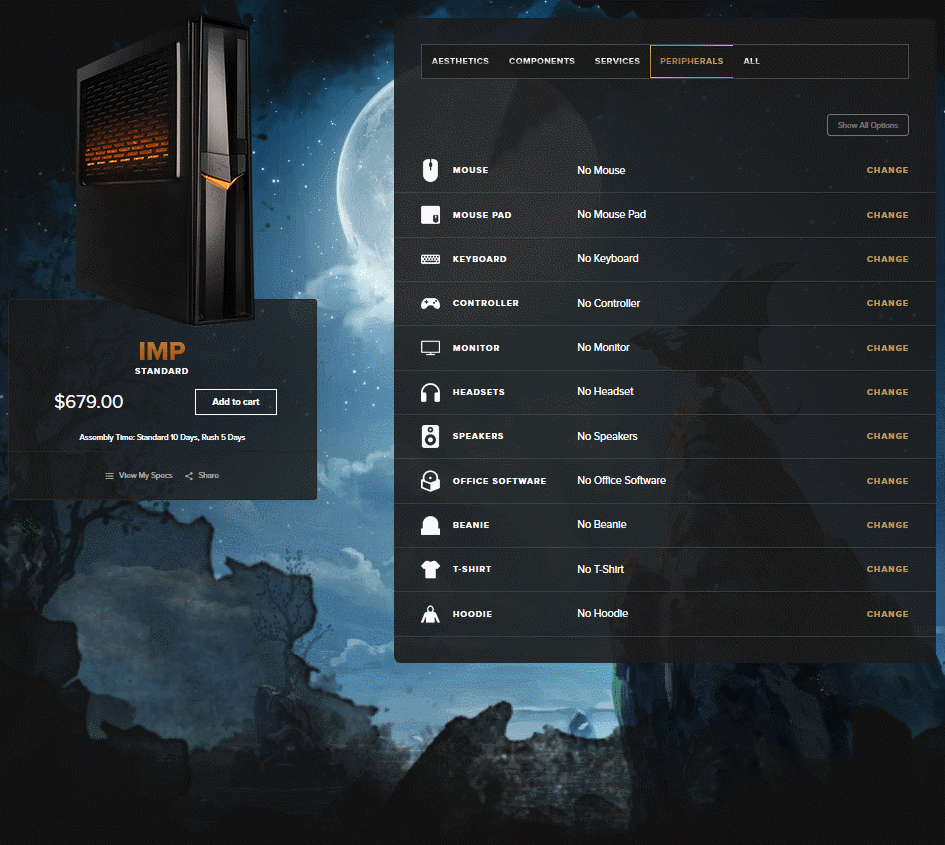 AESTHETICS COMPONENTS SERVICES PERIPHERALS ALL
Show All Options
MOUSE No Mouse CHANGE
MOUSE PAD No Mouse Pad CHANGE
KEYBOARD No Keyboard CHANGE
CONTROLLER No Controller CHANGE
MONITOR No Monitor CHANGE
HEADSETS No Headset CHANGE
SPEAKERS No Speakers CHANGE
OFFICE SOFTWARE No Office Software CHANGE
BEANIE No Beanie CHANGE
T-SHIRT No T-Shirt CHANGE
HOODIE No Hoodie CHANGE
IMP
STANDARD
$679.00 Add to cart
Assembly Time: Standard 10 Days, Rush 5 Days
View My Specs Share